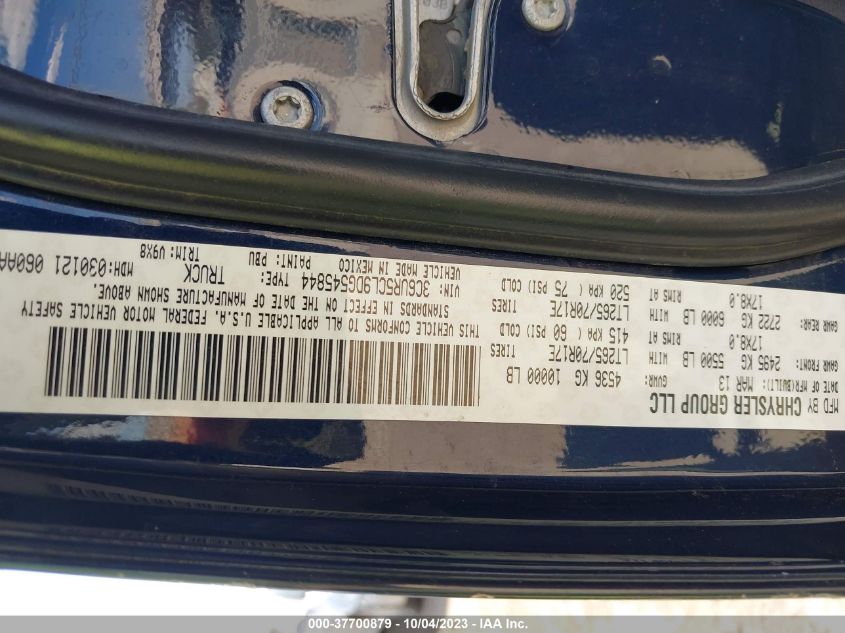 MFD BY CHRYSLER GROUP LLC
DATE OF MFR(BUILT): MAR 13 GVWR: 4536 KG 10000 LB
GAWR FRONT: 2495 KG 5500 LB WITH LT265/70R17E TIRES
17X8.0 RIMS AT 415 KPA ( 60 PSI) COLD
GAWR REAR: 2722 KG 6000 LB WITH LT265/70R17E TIRES
17X8.0 RIMS AT 520 KPA ( 75 PSI) COLD
THIS VEHICLE CONFORMS TO ALL APPLICABLE U.S.A. FEDERAL MOTOR VEHICLE SAFETY
STANDARDS IN EFFECT ON THE DATE OF MANUFACTURE SHOWN ABOVE.
VIN: 3C6UR5CL3DG545844 TYPE: TRUCK MDH:030121 060AA
VEHICLE MADE IN MEXICO PAINT: PBU TRIM: V9X8
000-37700879 - 10/04/2023 - IAA Inc.